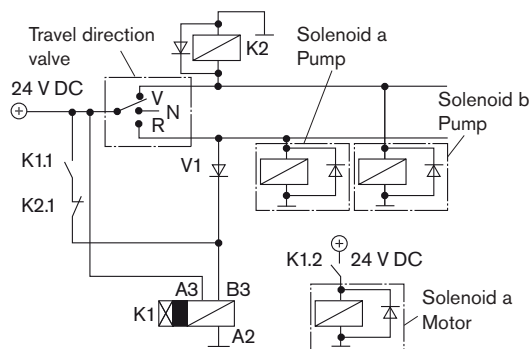 Solenoid a
Pump
Travel direction
valve
K2
24 V DC
V
N
R
Solenoid b
Pump
K1.1
V1
K2.1
K1.2
24 V DC
A3
B3
K1
A2
Solenoid a
Motor